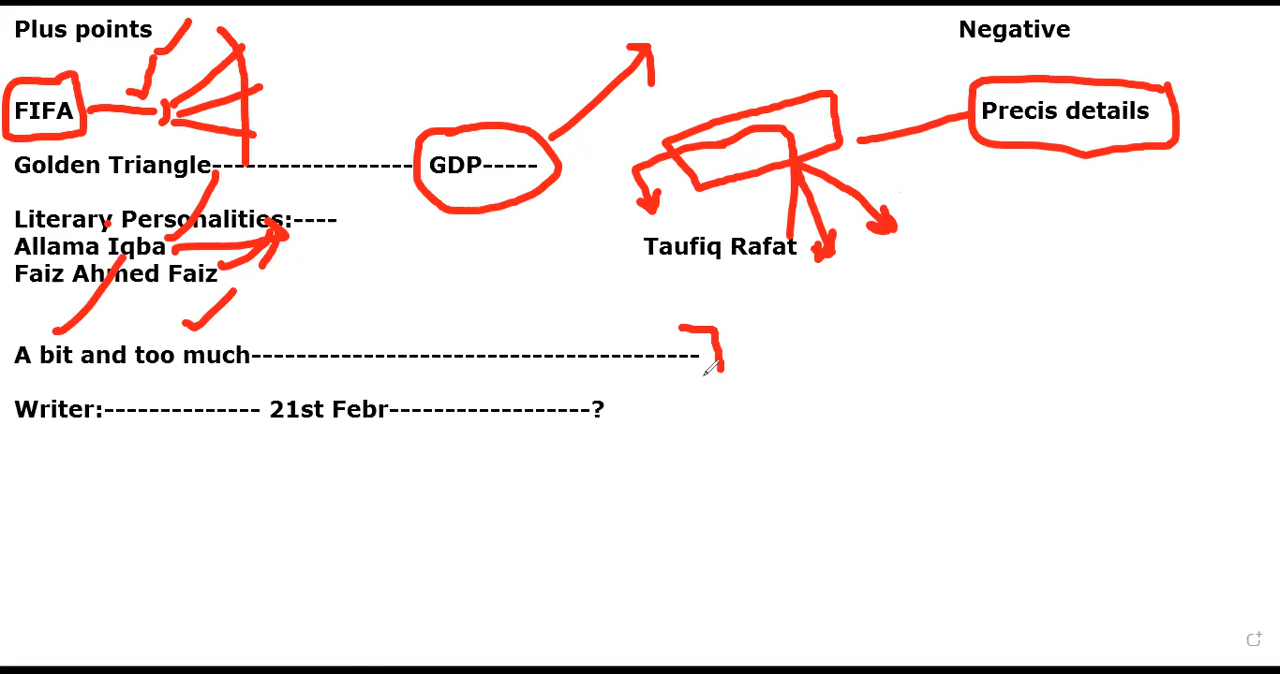 Plus points Negative
FIFA Precis details
Golden Triangle------------------ GDP-----
Literary Personalities:----
Allama Iqba Taufiq Rafat
Faiz Ahmed Faiz
A bit and too much----------------------------------------
Writer:-------------- 21st Febr------------------?